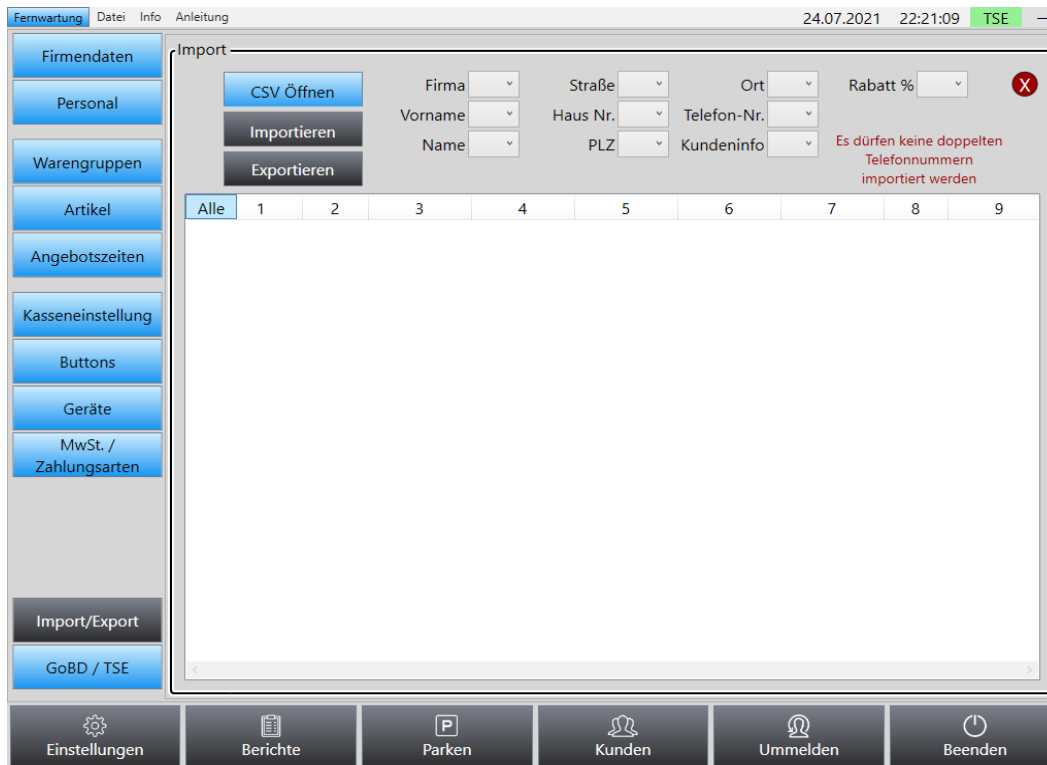 Fernwartung Datei Info Anleitung 24.07.2021 22:21:09 TSE
Firmendaten
Personal
Warengruppen
Artikel
Angebotszeiten
Kasseneinstellung
Buttons
Geräte
MwSt. /
Zahlungsarten
Import/Export
GoBD / TSE
Import
CSV Öffnen
Importieren
Exportieren
Firma Straße Ort Rabatt % X
Vorname Haus Nr. Telefon-Nr.
Name PLZ Kundeninfo
Es dürfen keine doppelten
Telefonnummern
importiert werden
Alle 1 2 3 4 5 6 7 8 9
Einstellungen Berichte P Parken Kunden Ummelden Beenden